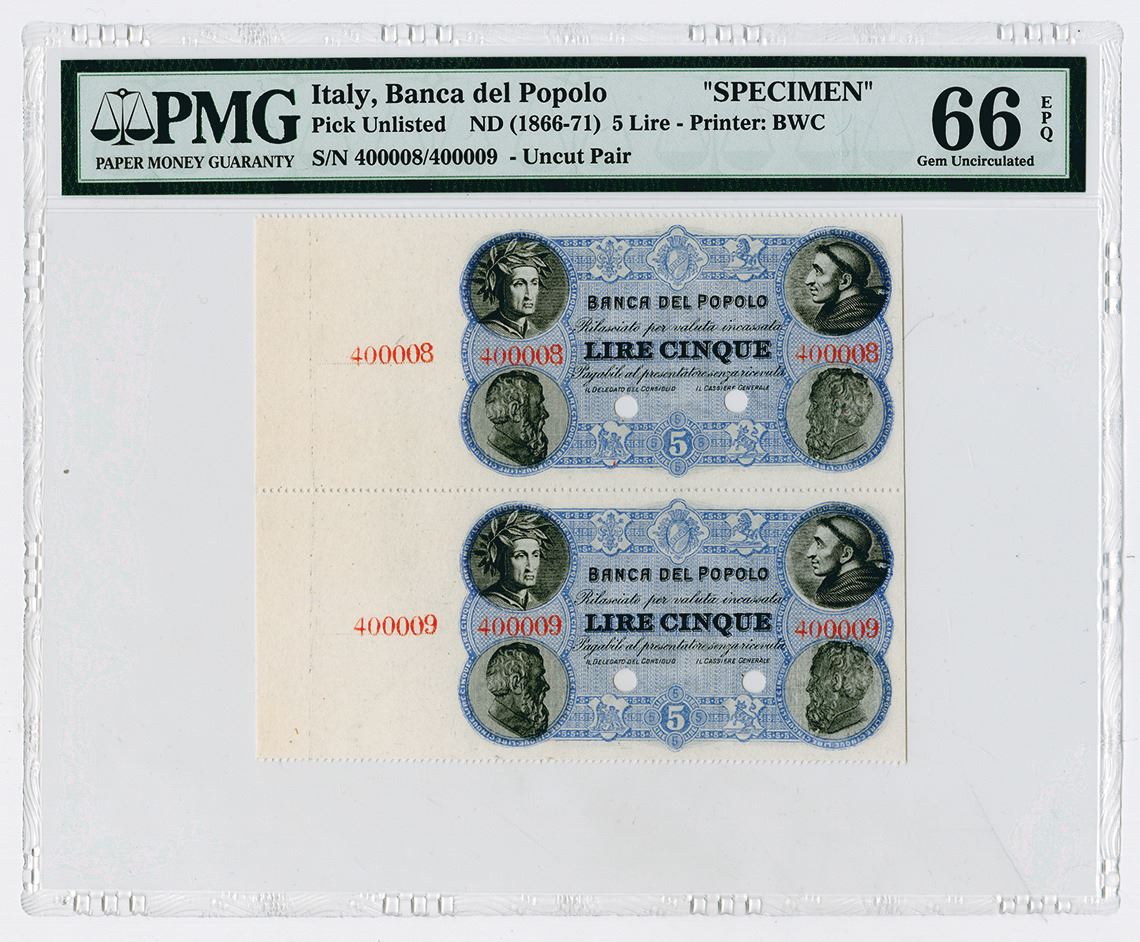 PMG
PAPER MONEY GUARANTY
Italy, Banca del Popolo "SPECIMEN"
Pick Unlisted ND (1866-71) 5 Lire - Printer: BWC
S/N 400008/400009 - Uncut Pair
66 EPQ
Gem Uncirculated
BANCA DEL POPOLO
Rilasciato per valuta incassata
400008 400008 LIRE CINQUE 400008
Pagabili al presentatore senza ricevuta
IL DELEGATO DEL CONSIGLIO IL CASSIERE GENERALE
5
BANCA DEL POPOLO
Rilasciato per valuta incassata
400009 400009 LIRE CINQUE 400009
Pagabili al presentatore senza ricevuta
IL DELEGATO DEL CONSIGLIO IL CASSIERE GENERALE
5